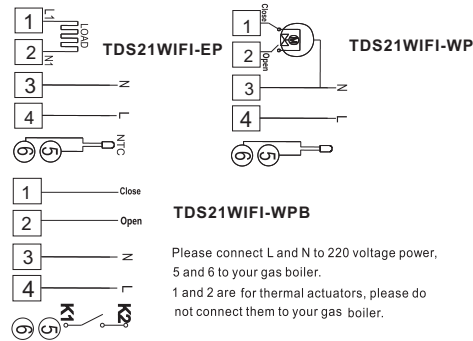 1 L1
LOAD
2 N1
TDS21WIFI-EP
3 N
4 L
6 5 NTC
1 Close
M
2 Open
TDS21WIFI-WP
3 N
4 L
6 5
1 Close
2 Open
3 N
4 L
6 5 K1 K2
TDS21WIFI-WPB
Please connect L and N to 220 voltage power,
5 and 6 to your gas boiler.
1 and 2 are for thermal actuators, please do
not connect them to your gas boiler.